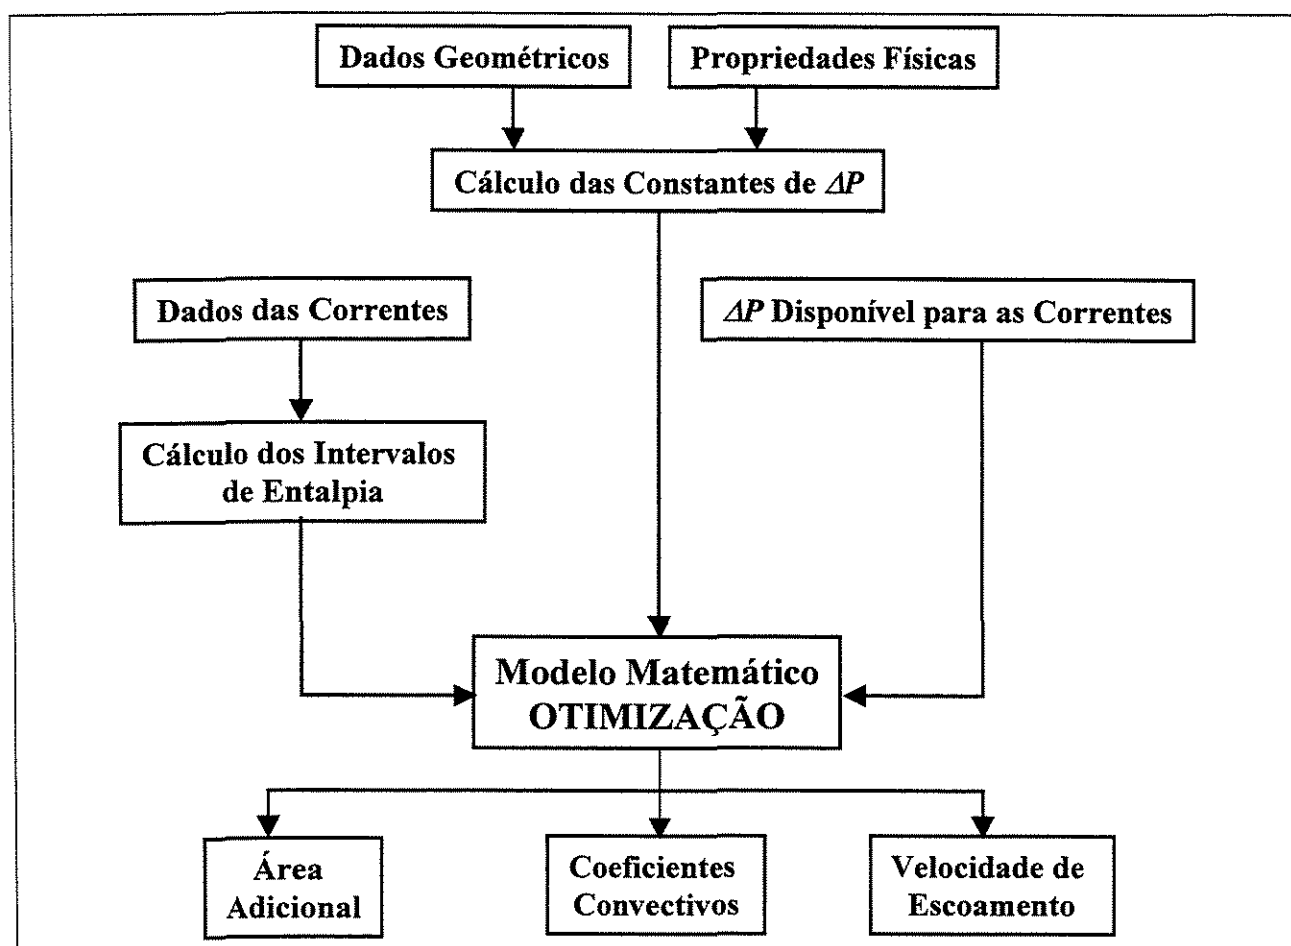 Dados Geométricos
Propriedades Físicas
Cálculo das Constantes de ΔP
Dados das Correntes
ΔP Disponível para as Correntes
Cálculo dos Intervalos
de Entalpia
Modelo Matemático
OTIMIZAÇÃO
Área
Adicional
Coeficientes
Convectivos
Velocidade de
Escoamento